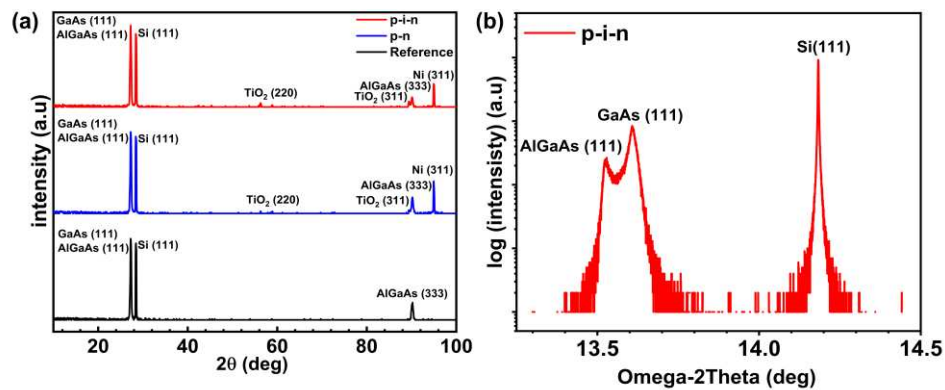 (a)
GaAs (111)
AlGaAs (111)
Si (111)
p-i-n
p-n
Reference
Ni (311)
AlGaAs (333)
TiO2 (311)
TiO2 (220)
GaAs (111)
AlGaAs (111)
Si (111)
Ni (311)
AlGaAs (333)
TiO2 (311)
TiO2 (220)
GaAs (111)
AlGaAs (111)
Si (111)
AlGaAs (333)
intensity (a.u)
20 40 60 80 100
2θ (deg)
(b)
p-i-n
Si(111)
GaAs (111)
AlGaAs (111)
log (intensisty) (a.u)
13.5 14.0 14.5
Omega-2Theta (deg)